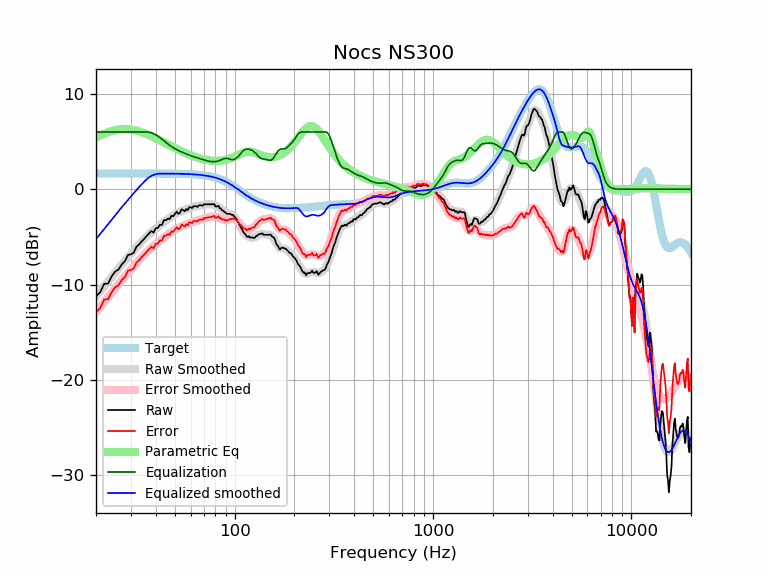 Nocs NS300
10
0
−10
−20
−30
Amplitude (dBr)
Target
Raw Smoothed
Error Smoothed
Raw
Error
Parametric Eq
Equalization
Equalized smoothed
100 1000 10000
Frequency (Hz)